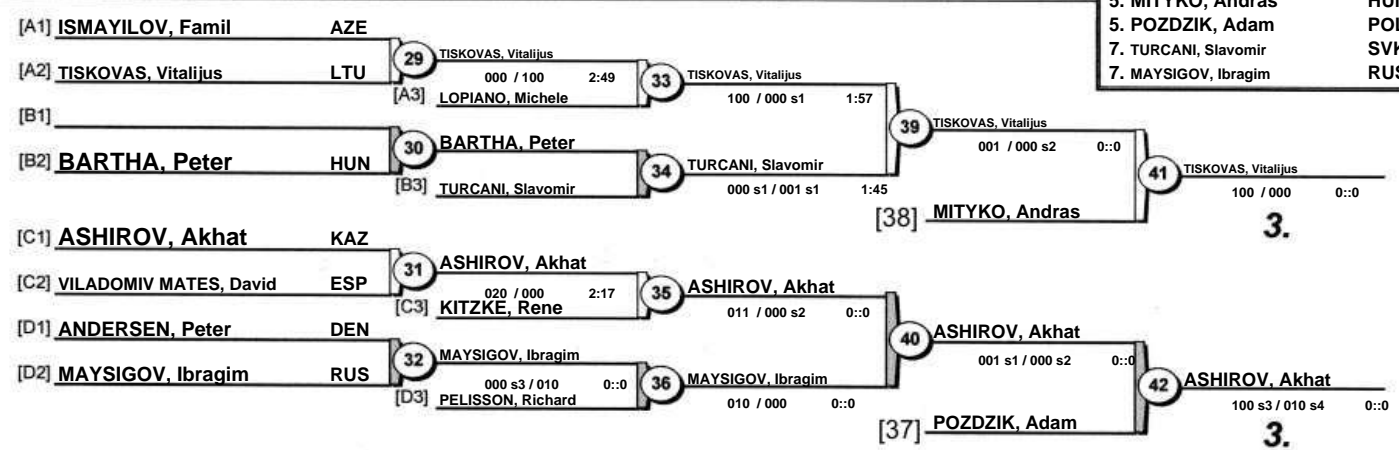 5. MITYKO, Andras HUN
5. POZDZIK, Adam POL
7. TURCANI, Slavomir SVK
7. MAYSIGOV, Ibragim RUS
[A1] ISMAYILOV, Famil AZE
29 TISKOVAS, Vitalijus
[A2] TISKOVAS, Vitalijus LTU
000 / 100 2:49
[A3] LOPIANO, Michele
33 TISKOVAS, Vitalijus
100 / 000 s1 1:57
[B1]
30 BARTHA, Peter
[B2] BARTHA, Peter HUN
[B3] TURCANI, Slavomir
34 TURCANI, Slavomir
000 s1 / 001 s1 1:45
39 TISKOVAS, Vitalijus
001 / 000 s2 0::0
[38] MITYKO, Andras
41 TISKOVAS, Vitalijus
100 / 000 0::0
3.
[C1] ASHIROV, Akhat KAZ
31 ASHIROV, Akhat
[C2] VILADOMIV MATES, David ESP
020 / 000 2:17
[C3] KITZKE, Rene
35 ASHIROV, Akhat
011 / 000 s2 0::0
[D1] ANDERSEN, Peter DEN
32 MAYSIGOV, Ibragim
[D2] MAYSIGOV, Ibragim RUS
000 s3 / 010 0::0
[D3] PELISSON, Richard
36 MAYSIGOV, Ibragim
010 / 000 0::0
40 ASHIROV, Akhat
001 s1 / 000 s2 0::0
[37] POZDZIK, Adam
42 ASHIROV, Akhat
100 s3 / 010 s4 0::0
3.